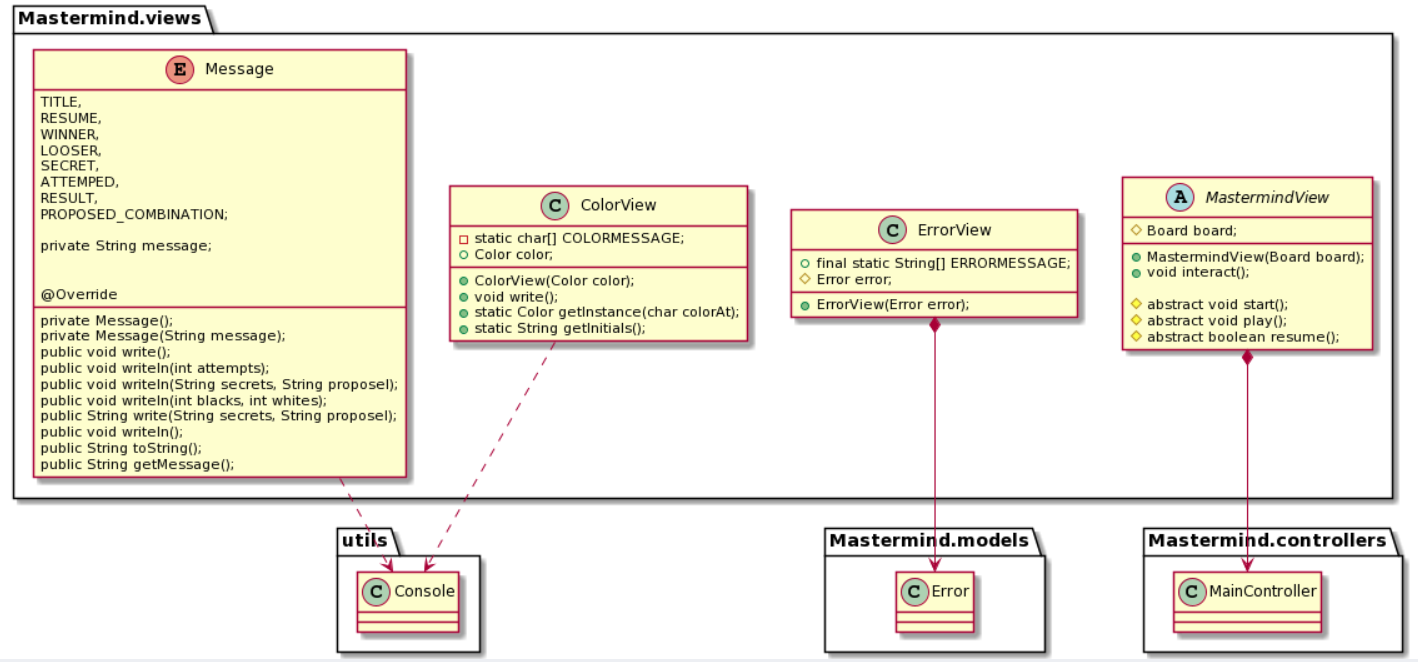 Mastermind.views
E Message
TITLE,
RESUME,
WINNER,
LOOSER,
SECRET,
ATTEMPED,
RESULT,
PROPOSED_COMBINATION;
private String message;
@Override
private Message();
private Message(String message);
public void write();
public void writeln(int attempts);
public void writeln(String secrets, String proposel);
public void writeln(int blacks, int whites);
public String write(String secrets, String proposel);
public void writeln();
public String toString();
public String getMessage();
C ColorView
static char[] COLORMESSAGE;
Color color;
ColorView(Color color);
void write();
static Color getInstance(char colorAt);
static String getInitials();
C ErrorView
final static String[] ERRORMESSAGE;
Error error;
ErrorView(Error error);
A MastermindView
Board board;
MastermindView(Board board);
void interact();
abstract void start();
abstract void play();
abstract boolean resume();
utils
C Console
Mastermind.models
C Error
Mastermind.controllers
C MainController